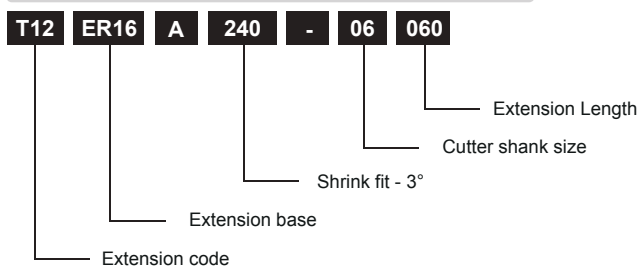 T12 ER16 A 240 - 06 060
Extension Length
Cutter shank size
Shrink fit - 3°
Extension base
Extension code